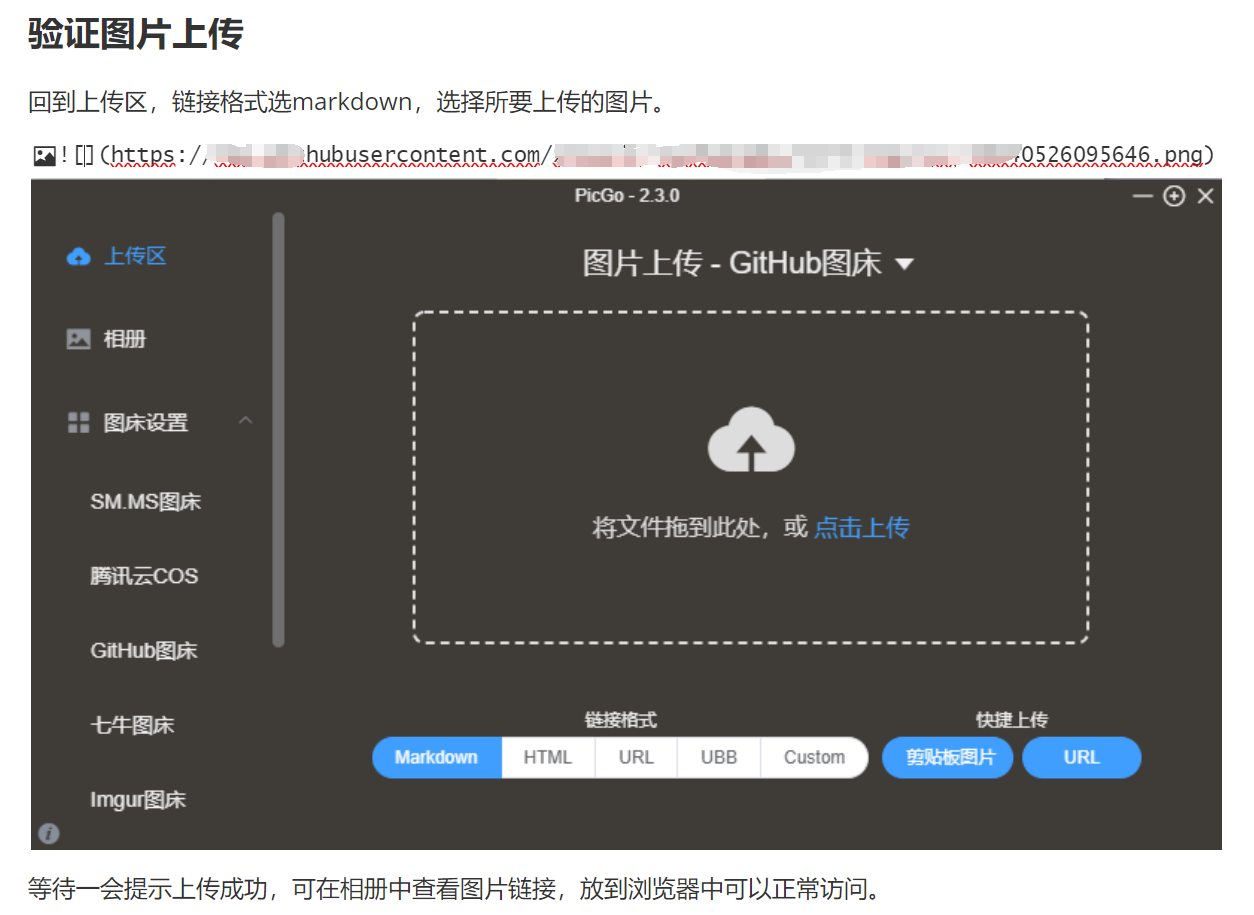 验证图片上传
回到上传区，链接格式选markdown，选择所要上传的图片。
![](https://hubusercontent.com/40526095646.png)
PicGo - 2.3.0
上传区
图片上传 - GitHub图床
相册
图床设置
SM.MS图床
将文件拖到此处，或 点击上传
腾讯云COS
GitHub图床
七牛图床
链接格式
快捷上传
Markdown HTML URL UBB Custom 剪贴板图片 URL
Imgur图床
等待一会提示上传成功，可在相册中查看图片链接，放到浏览器中可以正常访问。